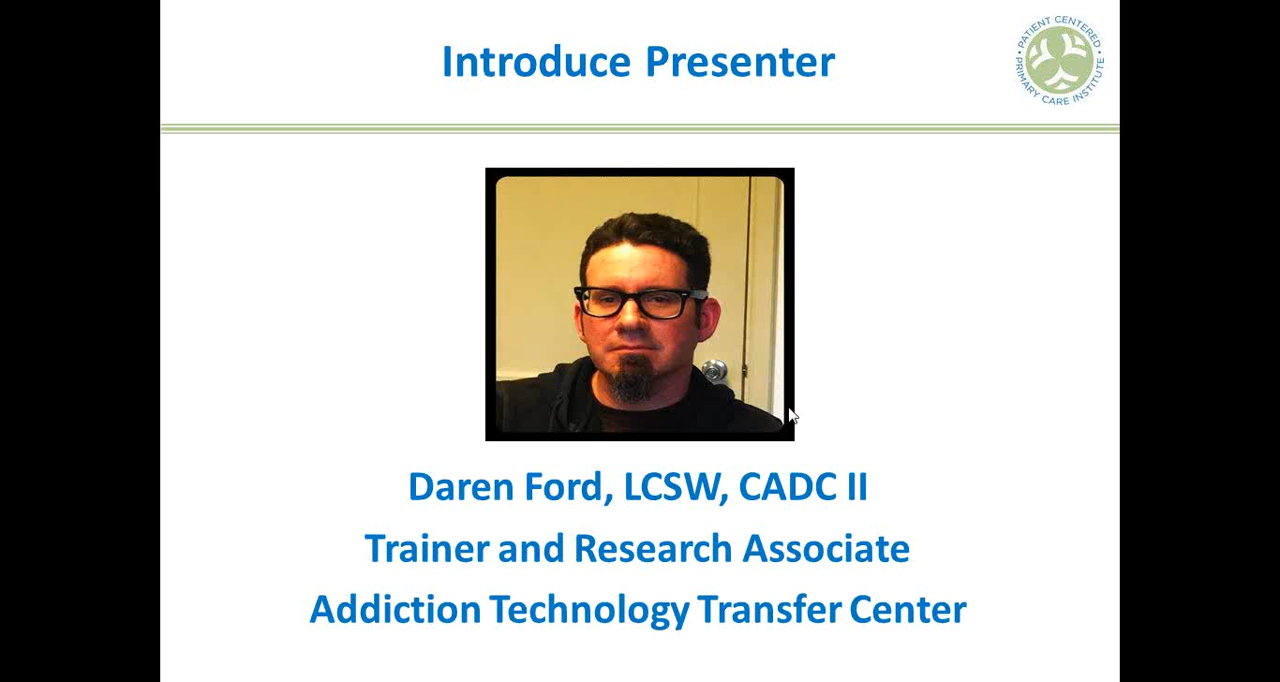 Introduce Presenter
PATIENT CENTERED
PRIMARY CARE INSTITUTE
Daren Ford, LCSW, CADC II
Trainer and Research Associate
Addiction Technology Transfer Center